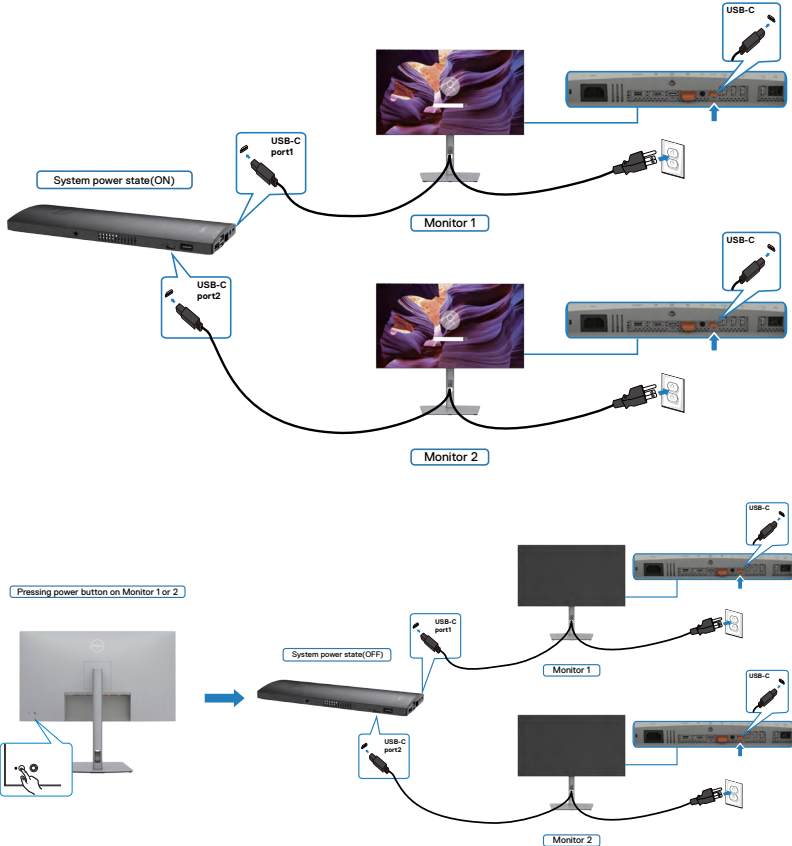 USB-C
USB-C
port1
System power state(ON)
Monitor 1
USB-C
USB-C
port2
Monitor 2
USB-C
Pressing power button on Monitor 1 or 2
USB-C
port1
System power state(OFF)
Monitor 1
USB-C
USB-C
port2
Monitor 2